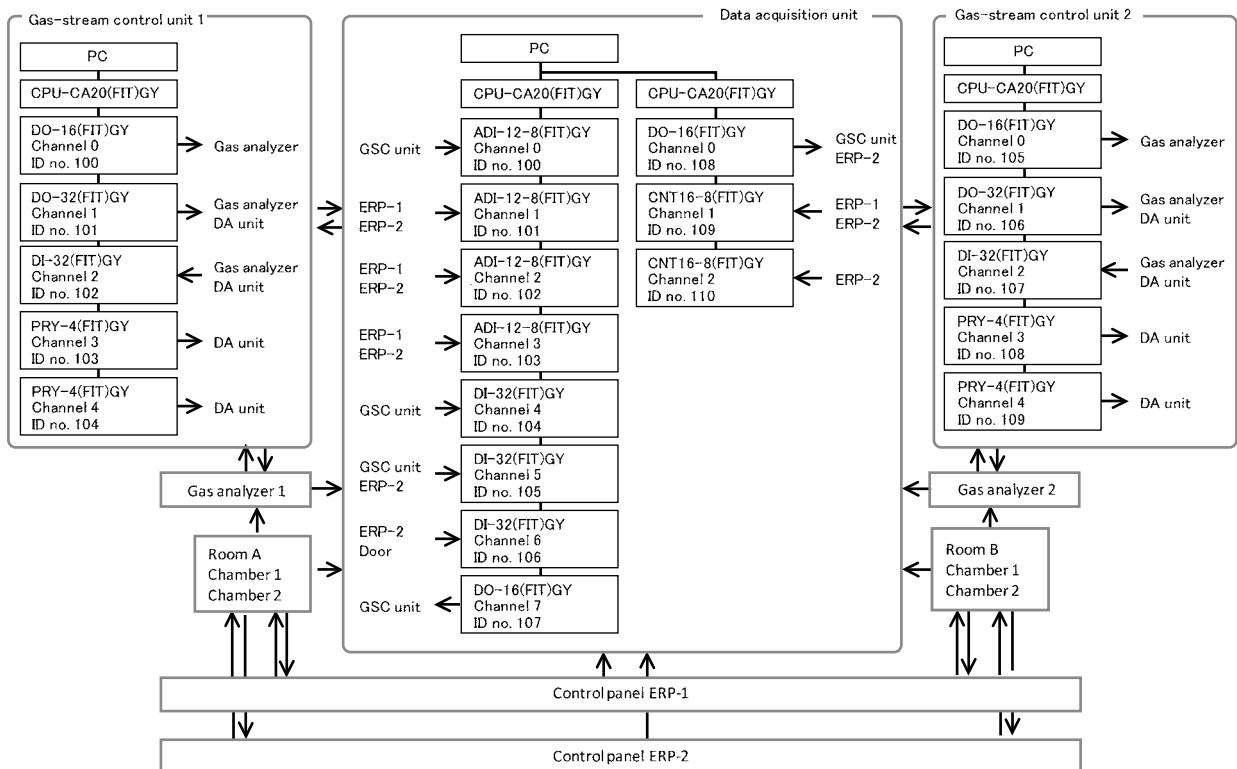 Gas-stream control unit 1
PC
CPU-CA20(FIT)GY
DO-16(FIT)GY
Channel 0
ID no. 100
Gas analyzer
DO-32(FIT)GY
Channel 1
ID no. 101
Gas analyzer
DA unit
DI-32(FIT)GY
Channel 2
ID no. 102
Gas analyzer
DA unit
PRY-4(FIT)GY
Channel 3
ID no. 103
DA unit
PRY-4(FIT)GY
Channel 4
ID no. 104
DA unit
Data acquisition unit
PC
CPU-CA20(FIT)GY
GSC unit
ADI-12-8(FIT)GY
Channel 0
ID no. 100
ERP-1
ERP-2
ADI-12-8(FIT)GY
Channel 1
ID no. 101
ERP-1
ERP-2
ADI-12-8(FIT)GY
Channel 2
ID no. 102
ERP-1
ERP-2
ADI-12-8(FIT)GY
Channel 3
ID no. 103
GSC unit
DI-32(FIT)GY
Channel 4
ID no. 104
GSC unit
ERP-2
DI-32(FIT)GY
Channel 5
ID no. 105
ERP-2
Door
DI-32(FIT)GY
Channel 6
ID no. 106
GSC unit
DO-16(FIT)GY
Channel 7
ID no. 107
CPU-CA20(FIT)GY
DO-16(FIT)GY
Channel 0
ID no. 108
GSC unit
ERP-2
CNT16-8(FIT)GY
Channel 1
ID no. 109
ERP-1
ERP-2
CNT16-8(FIT)GY
Channel 2
ID no. 110
ERP-2
Gas-stream control unit 2
PC
CPU-CA20(FIT)GY
DO-16(FIT)GY
Channel 0
ID no. 105
Gas analyzer
DO-32(FIT)GY
Channel 1
ID no. 106
Gas analyzer
DA unit
DI-32(FIT)GY
Channel 2
ID no. 107
Gas analyzer
DA unit
PRY-4(FIT)GY
Channel 3
ID no. 108
DA unit
PRY-4(FIT)GY
Channel 4
ID no. 109
DA unit
Gas analyzer 1
Gas analyzer 2
Room A
Chamber 1
Chamber 2
Room B
Chamber 1
Chamber 2
Control panel ERP-1
Control panel ERP-2